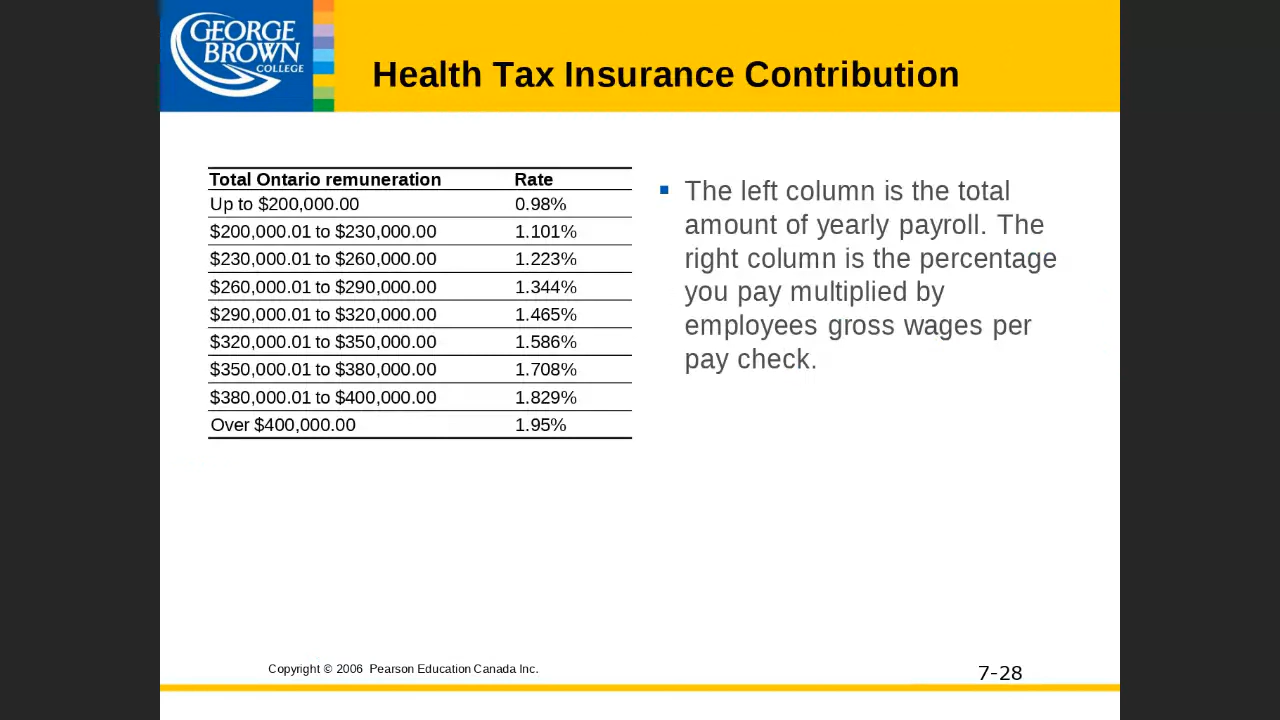 GEORGE
BROWN
COLLEGE
Health Tax Insurance Contribution
Total Ontario remuneration Rate
Up to $200,000.00 0.98%
$200,000.01 to $230,000.00 1.101%
$230,000.01 to $260,000.00 1.223%
$260,000.01 to $290,000.00 1.344%
$290,000.01 to $320,000.00 1.465%
$320,000.01 to $350,000.00 1.586%
$350,000.01 to $380,000.00 1.708%
$380,000.01 to $400,000.00 1.829%
Over $400,000.00 1.95%
▪ The left column is the total
amount of yearly payroll. The
right column is the percentage
you pay multiplied by
employees gross wages per
pay check.
Copyright © 2006 Pearson Education Canada Inc.
7-28